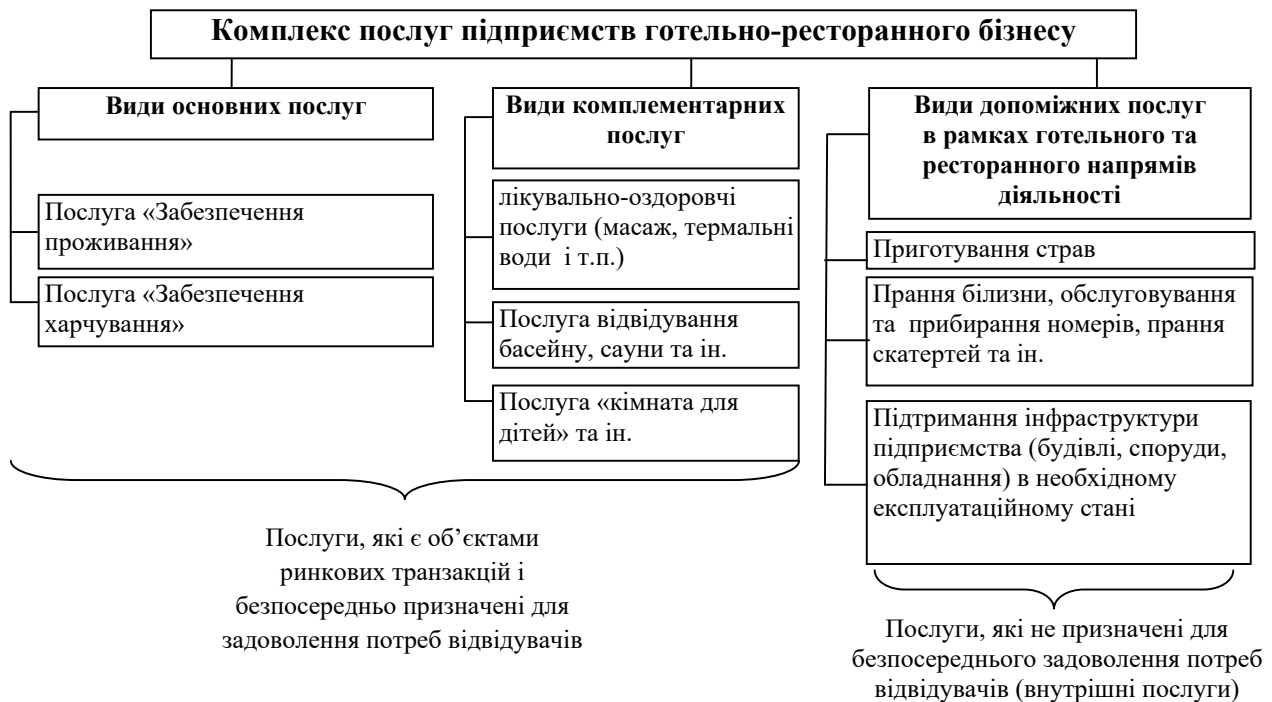 Комплекс послуг підприємств готельно-ресторанного бізнесу
Види основних послуг
Послуга «Забезпечення
проживання»
Послуга «Забезпечення
харчування»
Види комплементарних
послуг
лікувально-оздоровчі
послуги (масаж, термальні
води і т.п.)
Послуга відвідування
басейну, сауни та ін.
Послуга «кімната для
дітей» та ін.
Види допоміжних послуг
в рамках готельного та
ресторанного напрямів
діяльності
Приготування страв
Прання білизни, обслуговування
та прибирання номерів, прання
скатертей та ін.
Підтримання інфраструктури
підприємства (будівлі, споруди,
обладнання) в необхідному
експлуатаційному стані
Послуги, які є об’єктами
ринкових транзакцій і
безпосередньо призначені для
задоволення потреб відвідувачів
Послуги, які не призначені для
безпосереднього задоволення потреб
відвідувачів (внутрішні послуги)